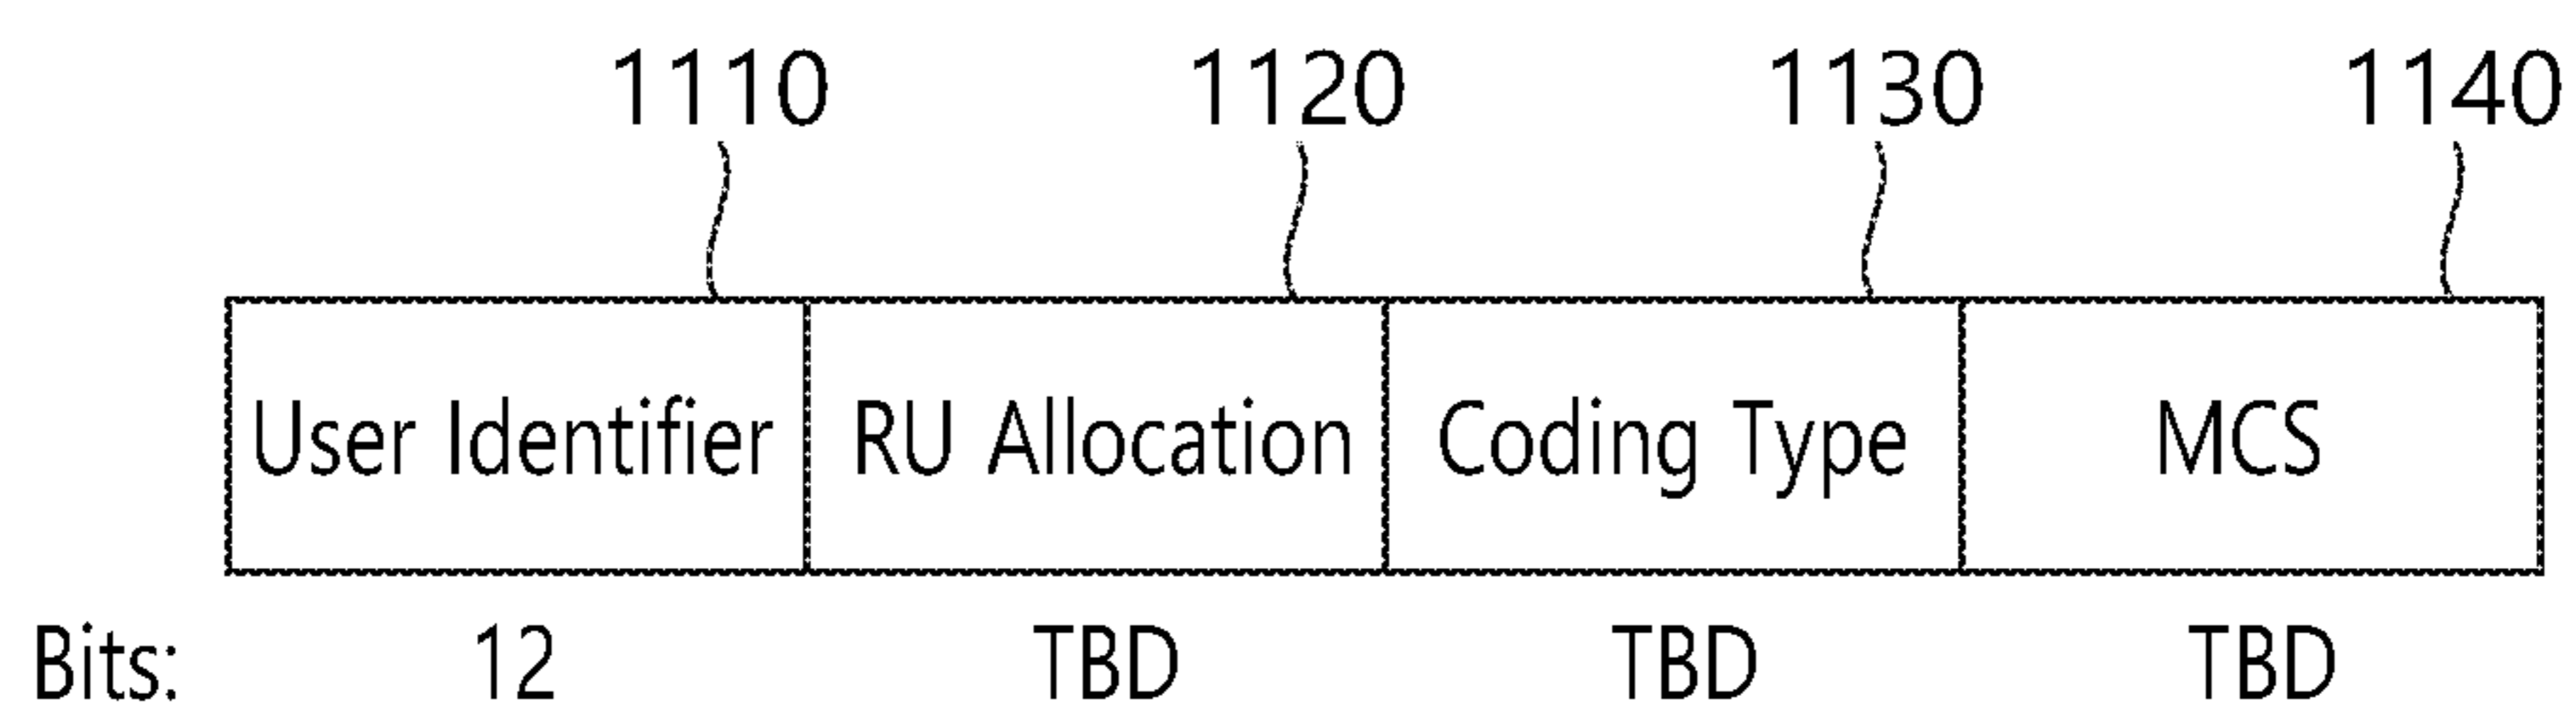 1110 1120 1130 1140
User Identifier RU Allocation Coding Type MCS
Bits: 12 TBD TBD TBD